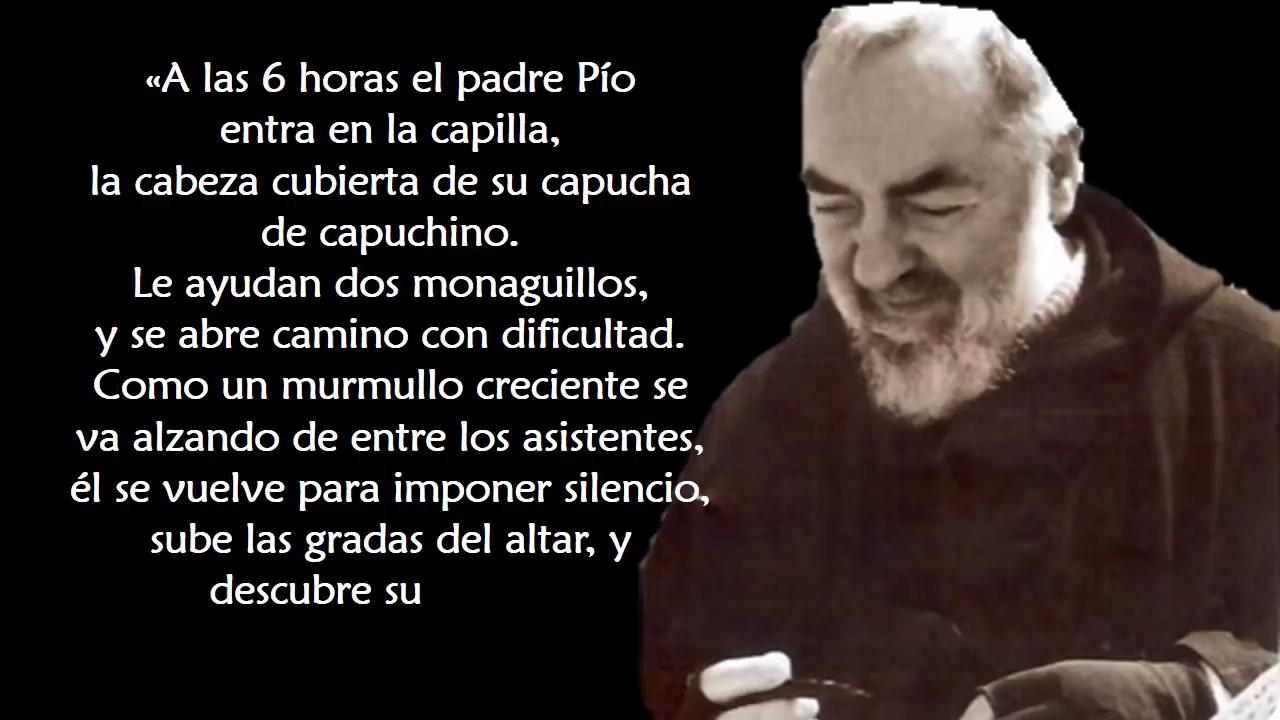 «A las 6 horas el padre Pío
entra en la capilla,
la cabeza cubierta de su capucha
de capuchino.
Le ayudan dos monaguillos,
y se abre camino con dificultad.
Como un murmullo creciente se
va alzando de entre los asistentes,
él se vuelve para imponer silencio,
sube las gradas del altar, y
descubre su